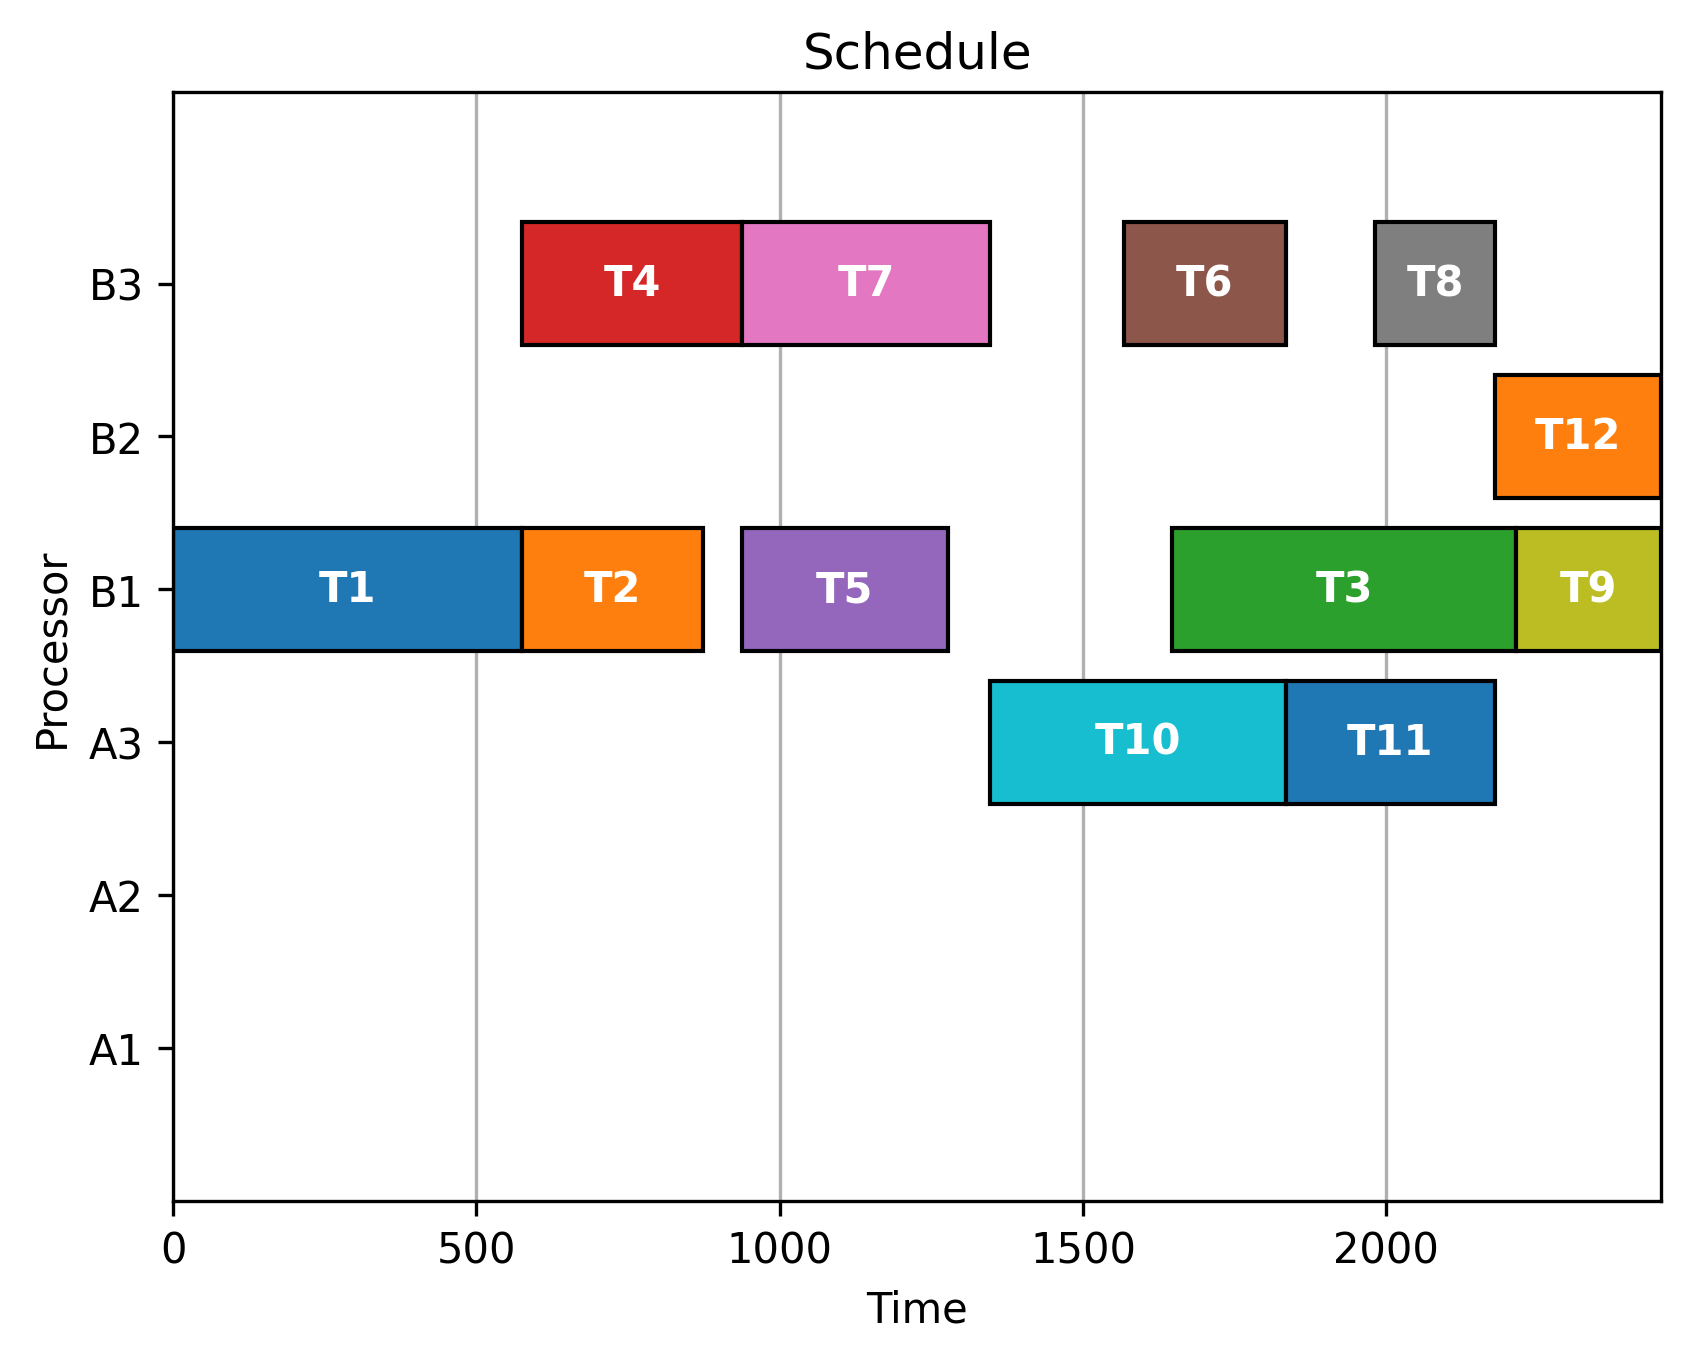 Schedule
B3
T4
T7
T6
T8
B2
T12
B1
T1
T2
T5
T3
T9
A3
T10
T11
A2
A1
Processor
0
500
1000
1500
2000
Time